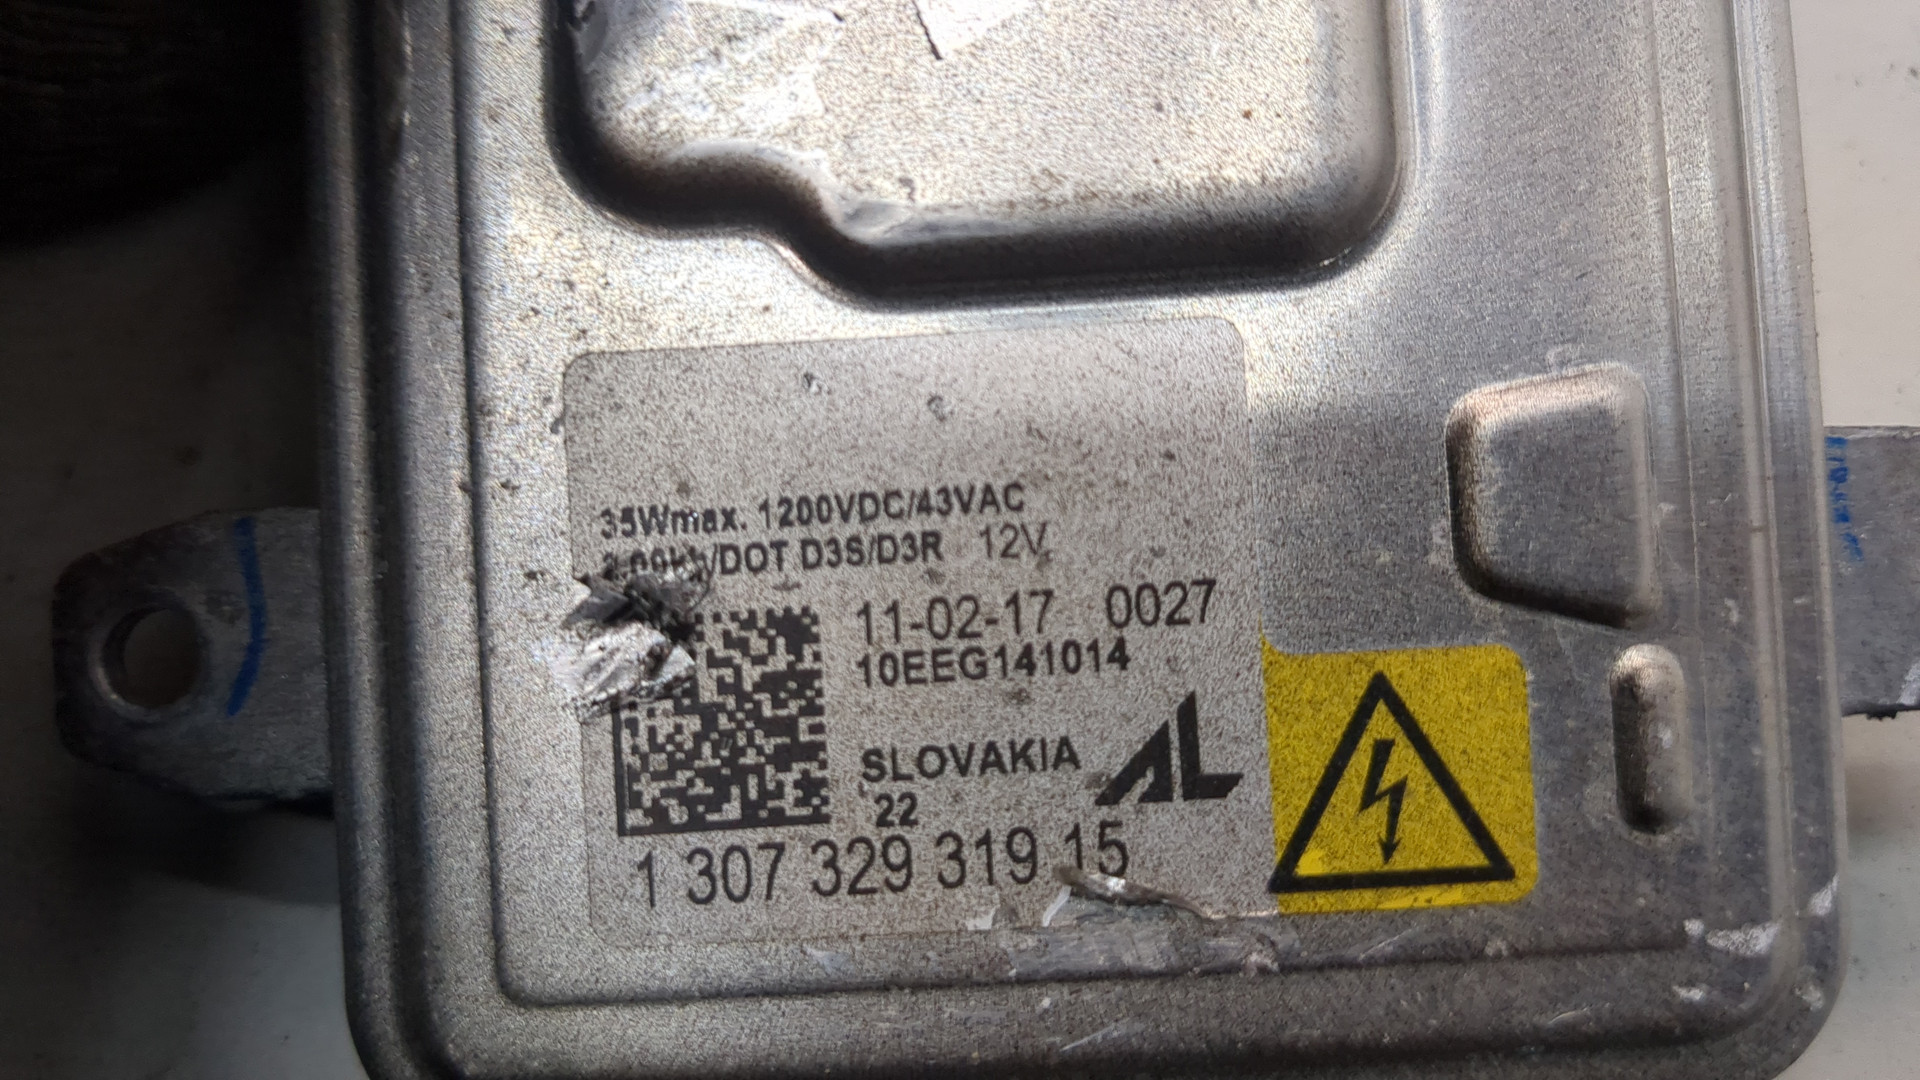 35Wmax. 1200VDC/43VAC
/DOT D3S/D3R 12V
11-02-17 0027
10EEG141014
SLOVAKIA AL
22
1 307 329 319 15